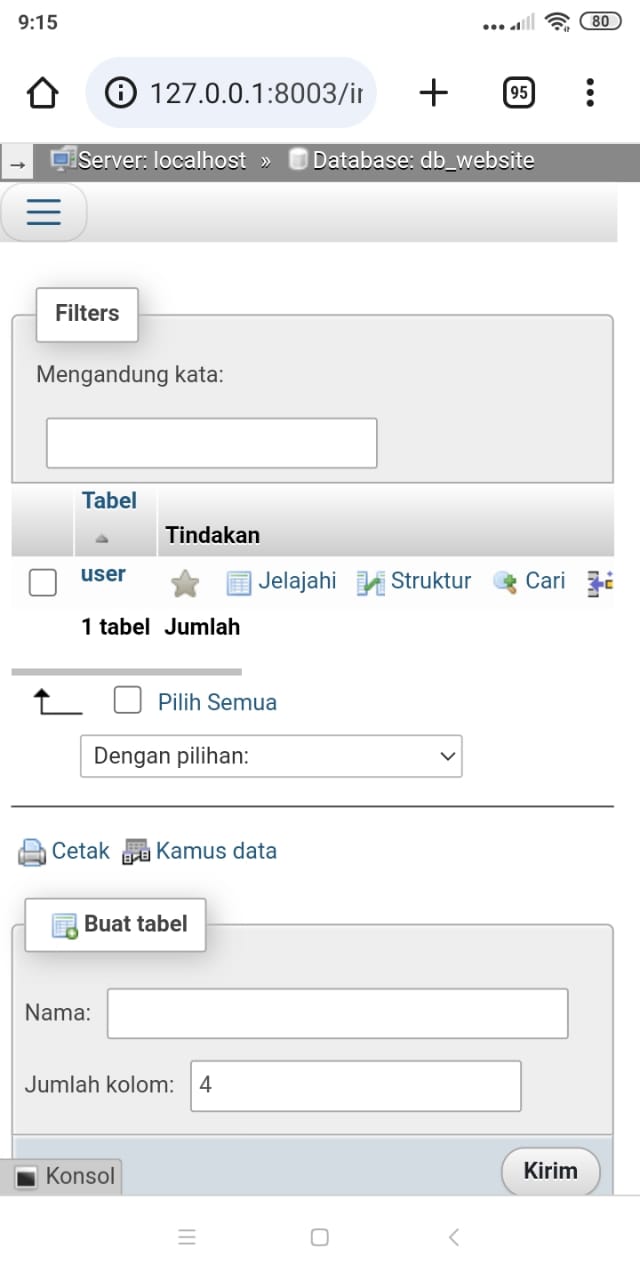 9:15
80
127.0.0.1:8003/ir
95
→ Server: localhost » Database: db_website
Filters
Mengandung kata:
Tabel
Tindakan
user Jelajahi Struktur Cari
1 tabel Jumlah
Pilih Semua
Dengan pilihan:
Cetak Kamus data
Buat tabel
Nama:
Jumlah kolom: 4
Konsol
Kirim